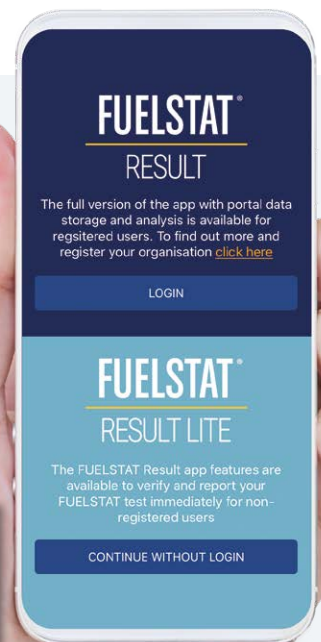 FUELSTAT®
RESULT
The full version of the app with portal data
storage and analysis is available for
regsitered users. To find out more and
register your organisation click here
LOGIN
FUELSTAT®
RESULT LITE
The FUELSTAT Result app features are
available to verify and report your
FUELSTAT test immediately for non-
registered users
CONTINUE WITHOUT LOGIN